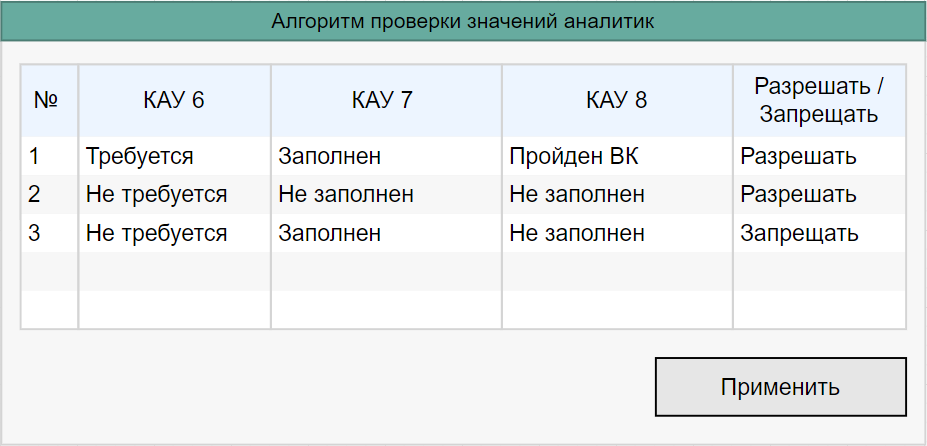 Алгоритм проверки значений аналитик
№ КАУ 6 КАУ 7 КАУ 8 Разрешать /
Запрещать
1 Требуется Заполнен Пройден ВК Разрешать
2 Не требуется Не заполнен Не заполнен Разрешать
3 Не требуется Заполнен Не заполнен Запрещать
Применить